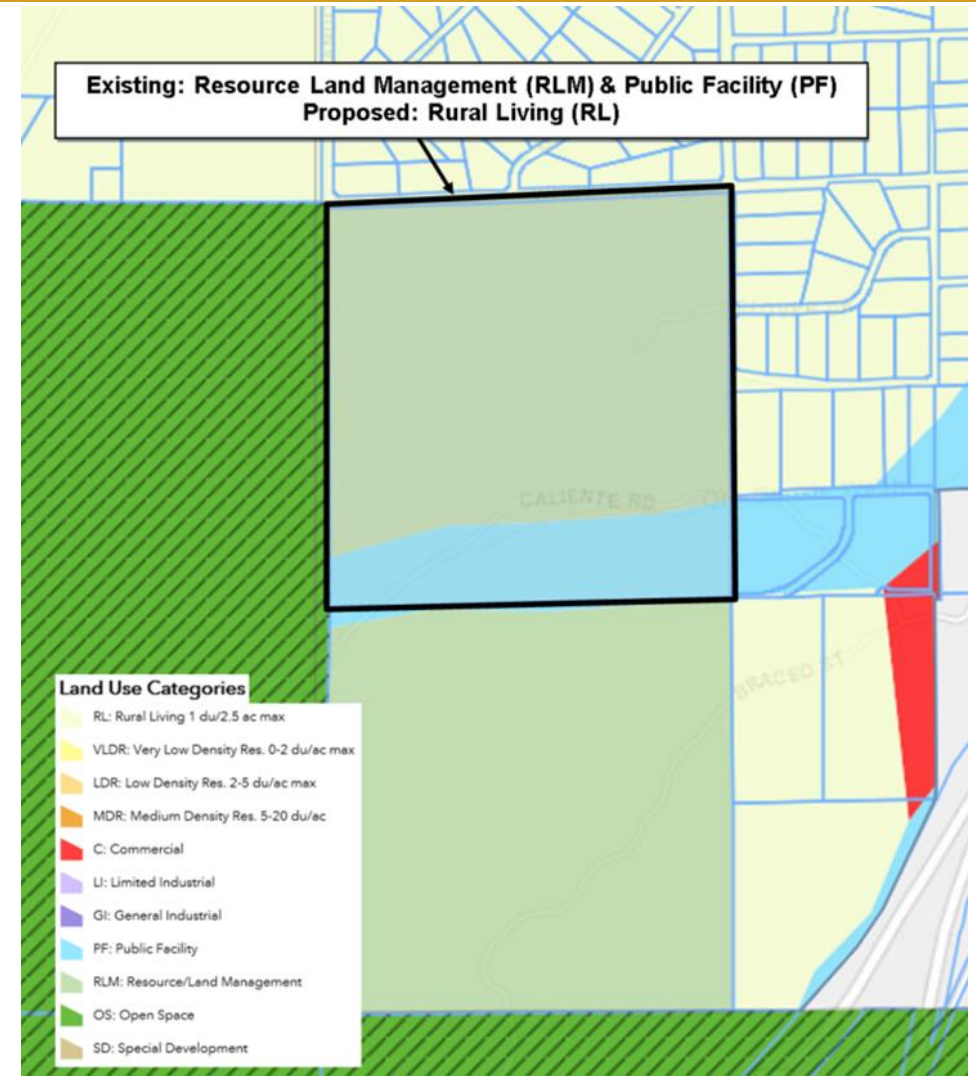 Existing: Resource Land Management (RLM) & Public Facility (PF)
Proposed: Rural Living (RL)
CALIENTE RD
BRACEO ST
Land Use Categories
RL: Rural Living 1 du/2.5 ac max
VLDR: Very Low Density Res. 0-2 du/ac max
LDR: Low Density Res. 2-5 du/ac max
MDR: Medium Density Res. 5-20 du/ac
C: Commercial
LI: Limited Industrial
GI: General Industrial
PF: Public Facility
RLM: Resource/Land Management
OS: Open Space
SD: Special Development